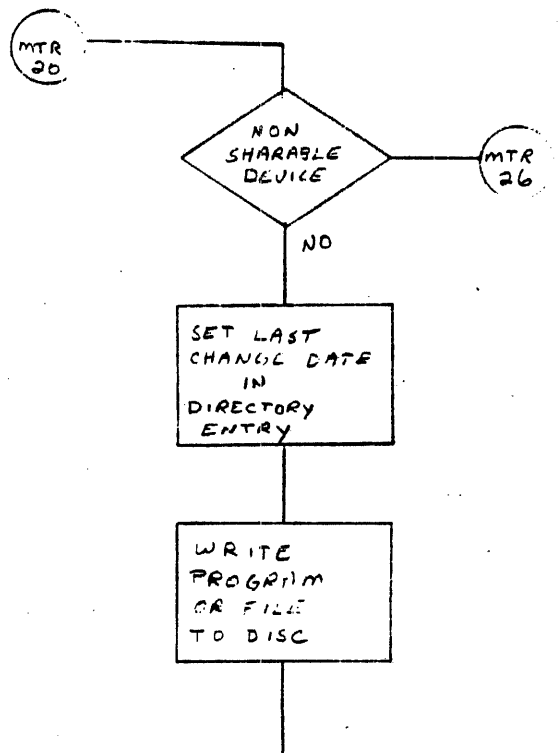 MTR
20
NON
SHARABLE
DEVICE
MTR
26
NO
SET LAST
CHANGE DATE
IN
DIRECTORY
ENTRY
WRITE
PROGRAM
OR FILE
TO DISC